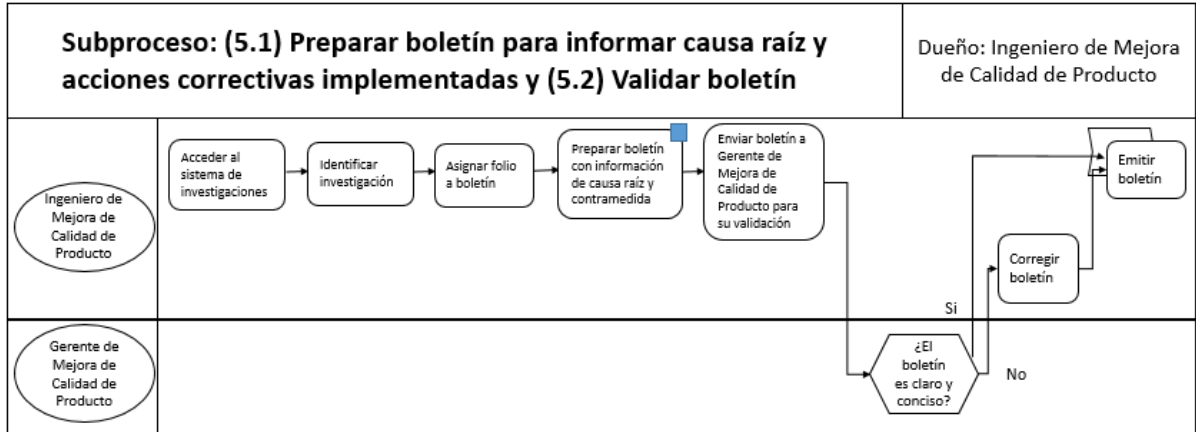 Subproceso: (5.1) Preparar boletín para informar causa raíz y
acciones correctivas implementadas y (5.2) Validar boletín
Dueño: Ingeniero de Mejora
de Calidad de Producto
Ingeniero de
Mejora de
Calidad de
Producto
Acceder al
sistema de
investigaciones
Identificar
investigación
Asignar folio
a boletín
Preparar boletín
con información
de causa raíz y
contramedida
Enviar boletín a
Gerente de
Mejora de
Calidad de
Producto para
su validación
Emitir
boletín
Corregir
boletín
Si
Gerente de
Mejora de
Calidad de
Producto
¿El
boletín
es claro y
conciso?
No